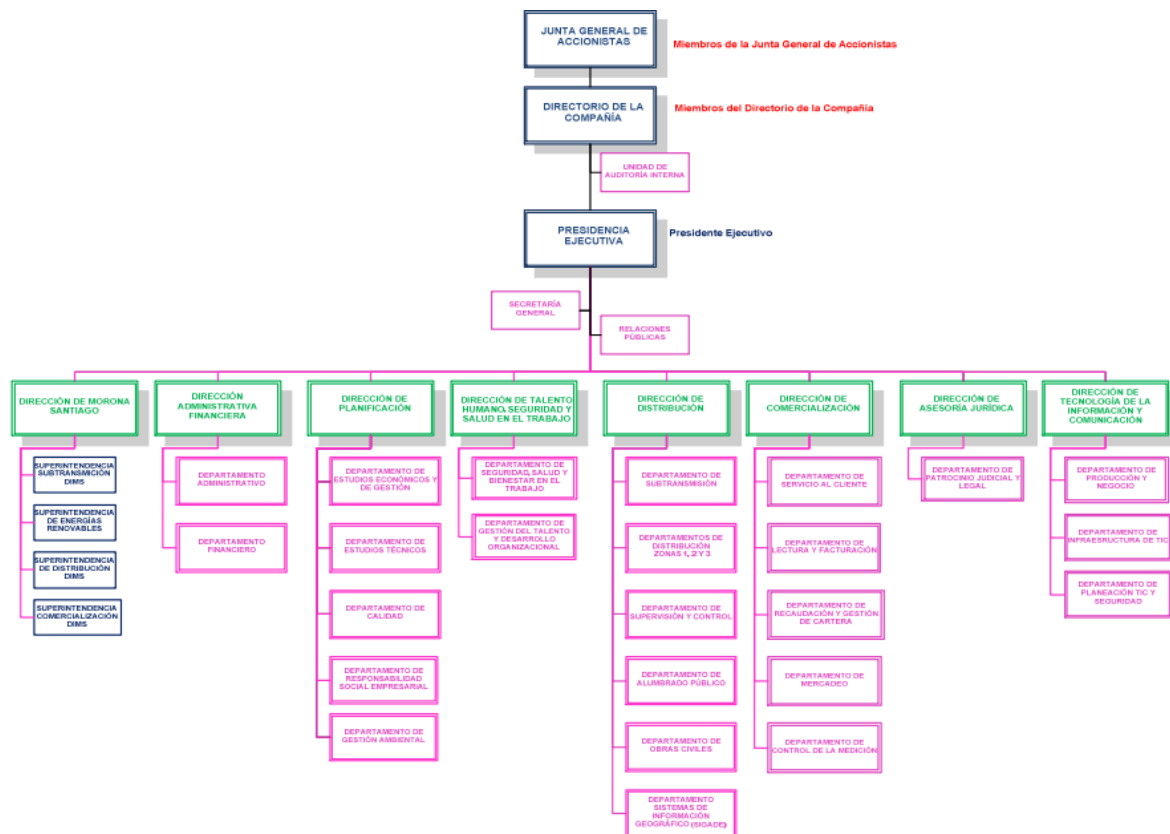 JUNTA GENERAL DE
ACCIONISTAS
Miembros de la Junta General de Accionistas
DIRECTORIO DE LA
COMPAÑÍA
Miembros del Directorio de la Compañía
UNIDAD DE
AUDITORÍA INTERNA
PRESIDENCIA
EJECUTIVA
Presidente Ejecutivo
SECRETARÍA
GENERAL
RELACIONES
PÚBLICAS
DIRECCIÓN DE MORONA
SANTIAGO
DIRECCIÓN
ADMINISTRATIVA
FINANCIERA
DIRECCIÓN
DE PLANIFICACIÓN
DIRECCIÓN DE TALENTO
HUMANO, SEGURIDAD Y
SALUD EN EL TRABAJO
DIRECCIÓN DE
DISTRIBUCIÓN
DIRECCIÓN DE
COMERCIALIZACIÓN
DIRECCIÓN DE
ASESORÍA JURÍDICA
DIRECCIÓN DE
TECNOLOGÍA DE LA
INFORMACIÓN Y
COMUNICACIÓN
SUPERINTENDENCIA
SUBTRANSMICIÓN
DIMS
SUPERINTENDENCIA
DE ENERGÍAS
RENOVABLES
SUPERINTENDENCIA
DE DISTRIBUCIÓN
DIMS
SUPERINTENDENCIA
COMERCIALIZACIÓN
DIMS
DEPARTAMENTO
ADMINISTRATIVO
DEPARTAMENTO
FINANCIERO
DEPARTAMENTO DE
ESTUDIOS ECONÓMICOS Y
DE GESTIÓN
DEPARTAMENTO DE
ESTUDIOS TÉCNICOS
DEPARTAMENTO DE
CALIDAD
DEPARTAMENTO DE
RESPONSABILIDAD
SOCIAL EMPRESARIAL
DEPARTAMENTO DE
GESTIÓN AMBIENTAL
DEPARTAMENTO DE
SEGURIDAD, SALUD Y
BIENESTAR EN EL
TRABAJO
DEPARTAMENTO DE
GESTIÓN DEL TALENTO
Y DESARROLLO
ORGANIZACIONAL
DEPARTAMENTO DE
SUBTRANSMISIÓN
DEPARTAMENTOS DE
DISTRIBUCIÓN
ZONAS 1, 2 Y 3
DEPARTAMENTO DE
SUPERVISIÓN Y CONTROL
DEPARTAMENTO DE
ALUMBRADO PÚBLICO
DEPARTAMENTO DE
OBRAS CIVILES
DEPARTAMENTO
SISTEMAS DE
INFORMACIÓN
GEOGRÁFICO (SIGADE)
DEPARTAMENTO DE
SERVICIO AL CLIENTE
DEPARTAMENTO DE
LECTURA Y FACTURACIÓN
DEPARTAMENTO DE
RECAUDACIÓN Y GESTIÓN
DE CARTERA
DEPARTAMENTO DE
MERCADEO
DEPARTAMENTO DE
CONTROL DE LA MEDICIÓN
DEPARTAMENTO DE
PATROCINIO JUDICIAL Y
LEGAL
DEPARTAMENTO DE
PRODUCCIÓN Y
NEGOCIO
DEPARTAMENTO DE
INFRAESRUCTURA DE TIC
DEPARTAMENTO DE
PLANEACIÓN TIC Y
SEGURIDAD